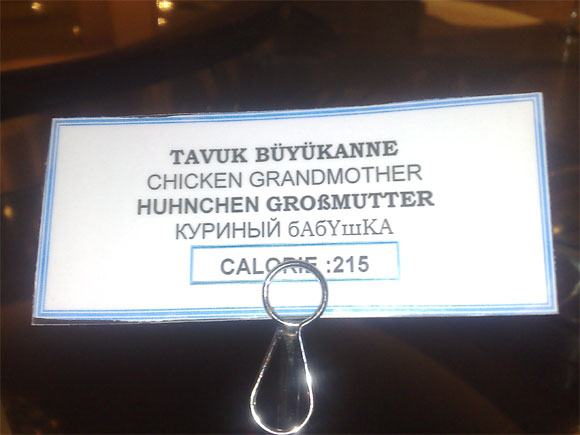 TAVUK BÜYÜKANNE
CHICKEN GRANDMOTHER
HUHNCHEN GROßMUTTER
КУРИНЫЙ бАбYшКА
CALORIE :215